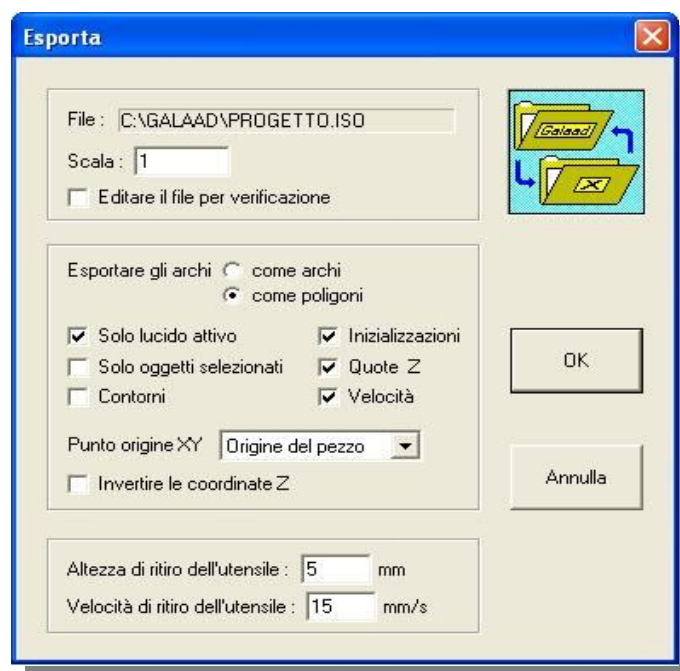 Esporta
File : C:\GALAAD\PROGETTO.ISO
Scala : 1
Editare il file per verificazione
Galaad
X
Esportare gli archi come archi
come poligoni
Solo lucido attivo Inizializzazioni
Solo oggetti selezionati Quote Z
Contorni Velocità
Punto origine XY Origine del pezzo
Invertire le coordinate Z
OK
Annulla
Altezza di ritiro dell'utensile : 5 mm
Velocità di ritiro dell'utensile : 15 mm/s